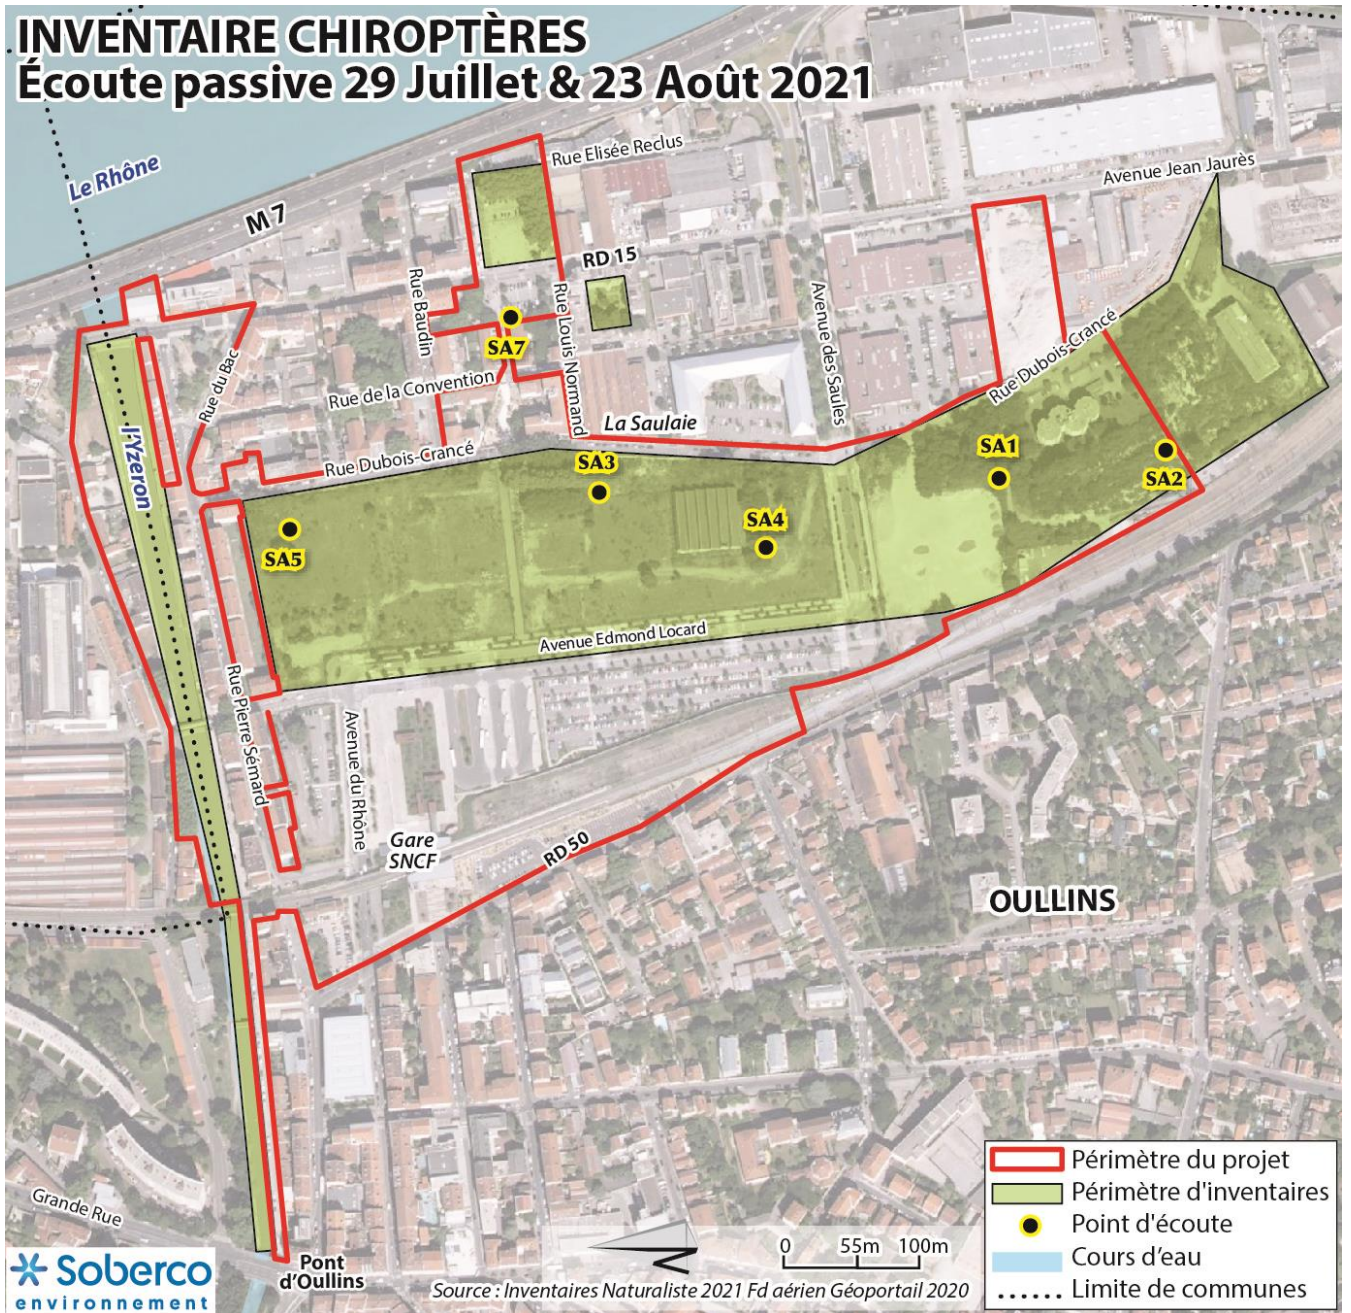 INVENTAIRE CHIROPTÈRES
Écoute passive 29 Juillet & 23 Août 2021
Le Rhône
M 7
Rue Elisée Reclus
Avenue Jean Jaurès
RD 15
Rue Baudin
Rue Louis Normand
Avenue des Saules
Rue Dubois-Crancé
SA7
Rue du Bac
Rue de la Convention
La Saulaie
l'Yzeron
Rue Dubois-Crancé
SA3
SA1
SA2
SA4
SA5
Avenue Edmond Locard
Rue Pierre Sémard
Avenue du Rhône
Gare
SNCF
RD 50
OULLINS
Grande Rue
Pont
d'Oullins
Périmètre du projet
Périmètre d'inventaires
Point d'écoute
Cours d'eau
Limite de communes
N
0 55m 100m
Source : Inventaires Naturaliste 2021 Fd aérien Géoportail 2020
Soberco
environnement